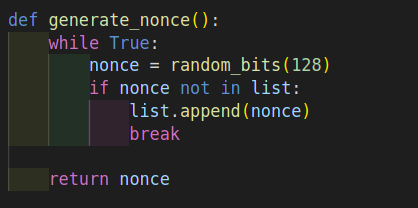 def generate_nonce():
    while True:
        nonce = random_bits(128)
        if nonce not in list:
            list.append(nonce)
            break
    return nonce